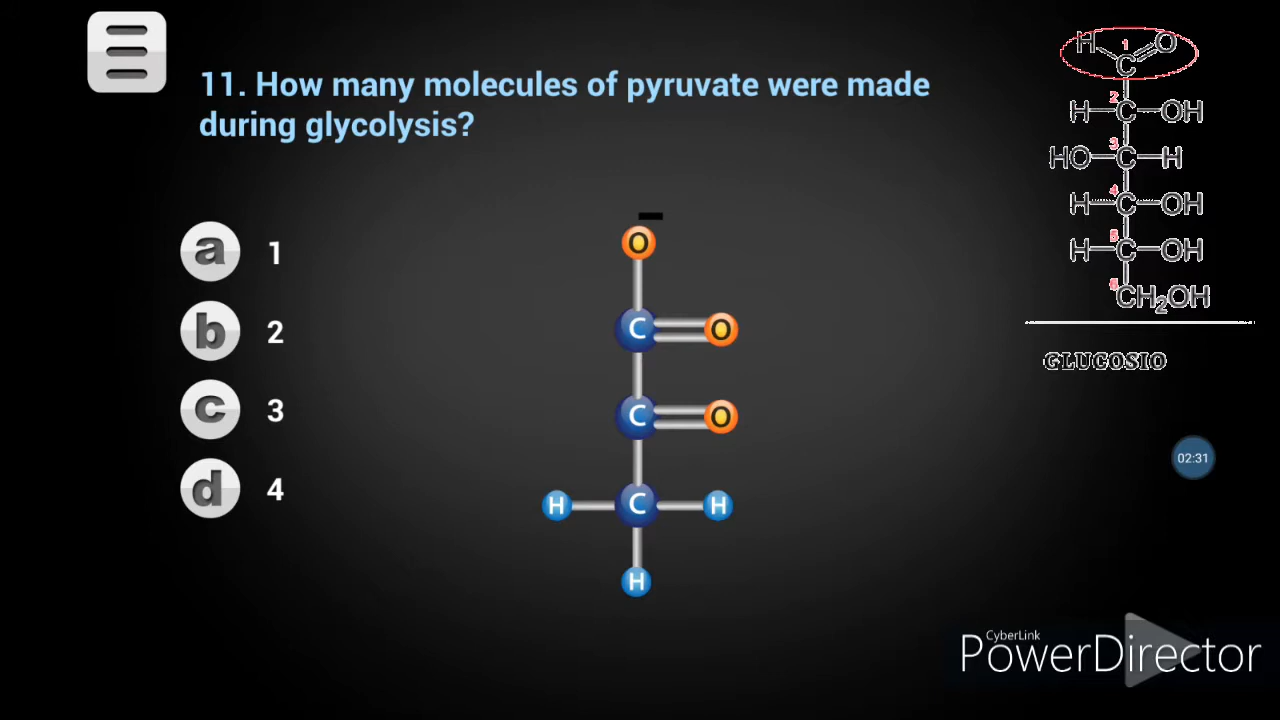 11. How many molecules of pyruvate were made
during glycolysis?
a 1
b 2
c 3
d 4
O
C O
C O
H C H
H
H 1 O
C
2
H C OH
3
HO C H
4
H C OH
5
H C OH
6
CH2OH
GLUCOSIO
02:31
CyberLink
PowerDirector